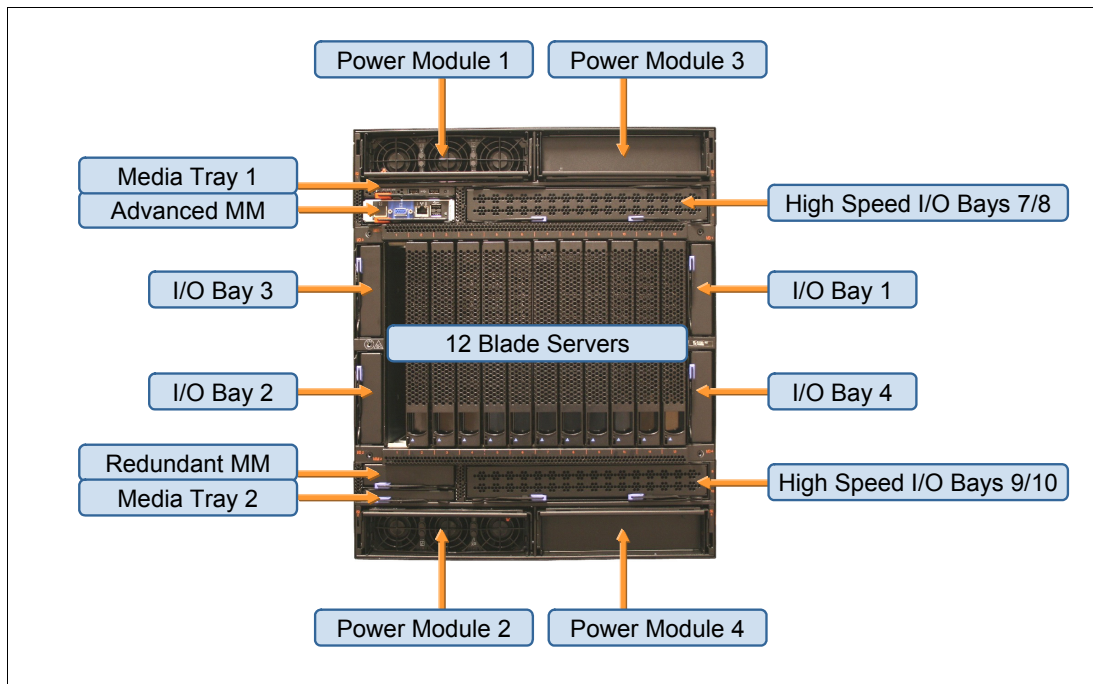 Power Module 1
Power Module 3
Media Tray 1
Advanced MM
High Speed I/O Bays 7/8
I/O Bay 3
I/O Bay 1
12 Blade Servers
I/O Bay 2
I/O Bay 4
Redundant MM
Media Tray 2
High Speed I/O Bays 9/10
Power Module 2
Power Module 4